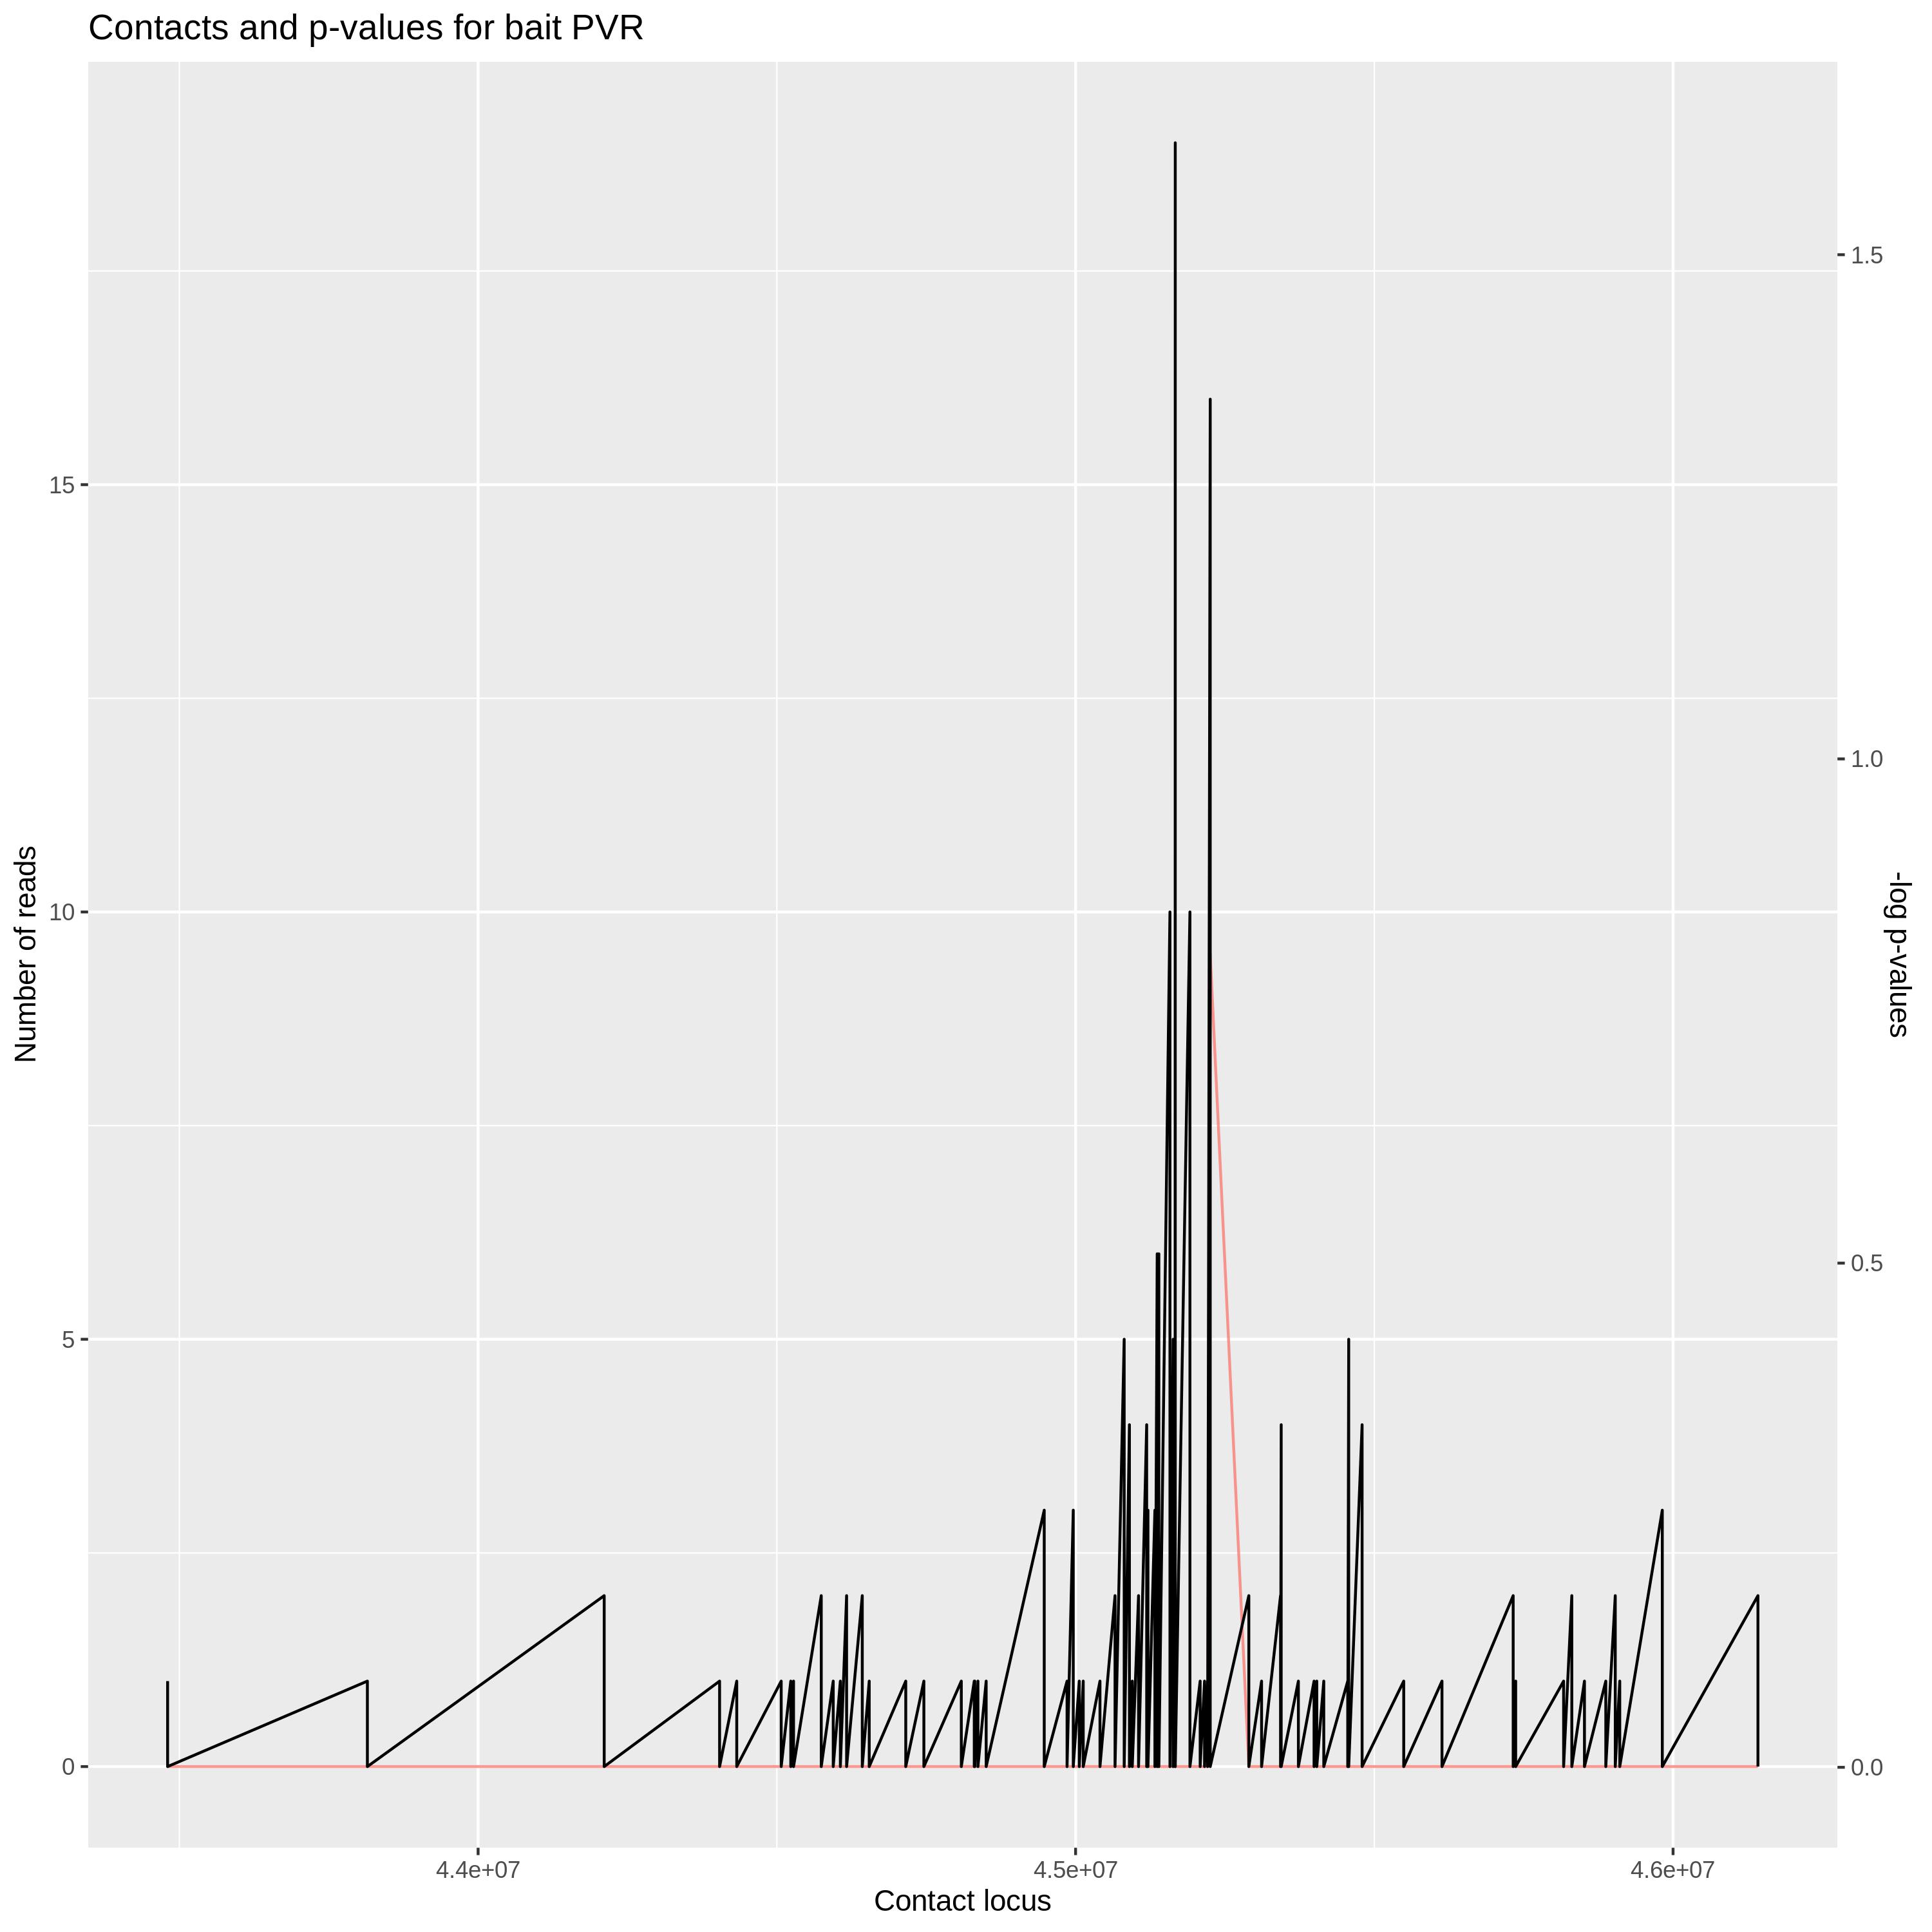 Contacts and p-values for bait PVR
Number of reads
15
10
5
0
1.5
1.0
0.5
0.0
-log p-values
4.4e+07
4.5e+07
4.6e+07
Contact locus